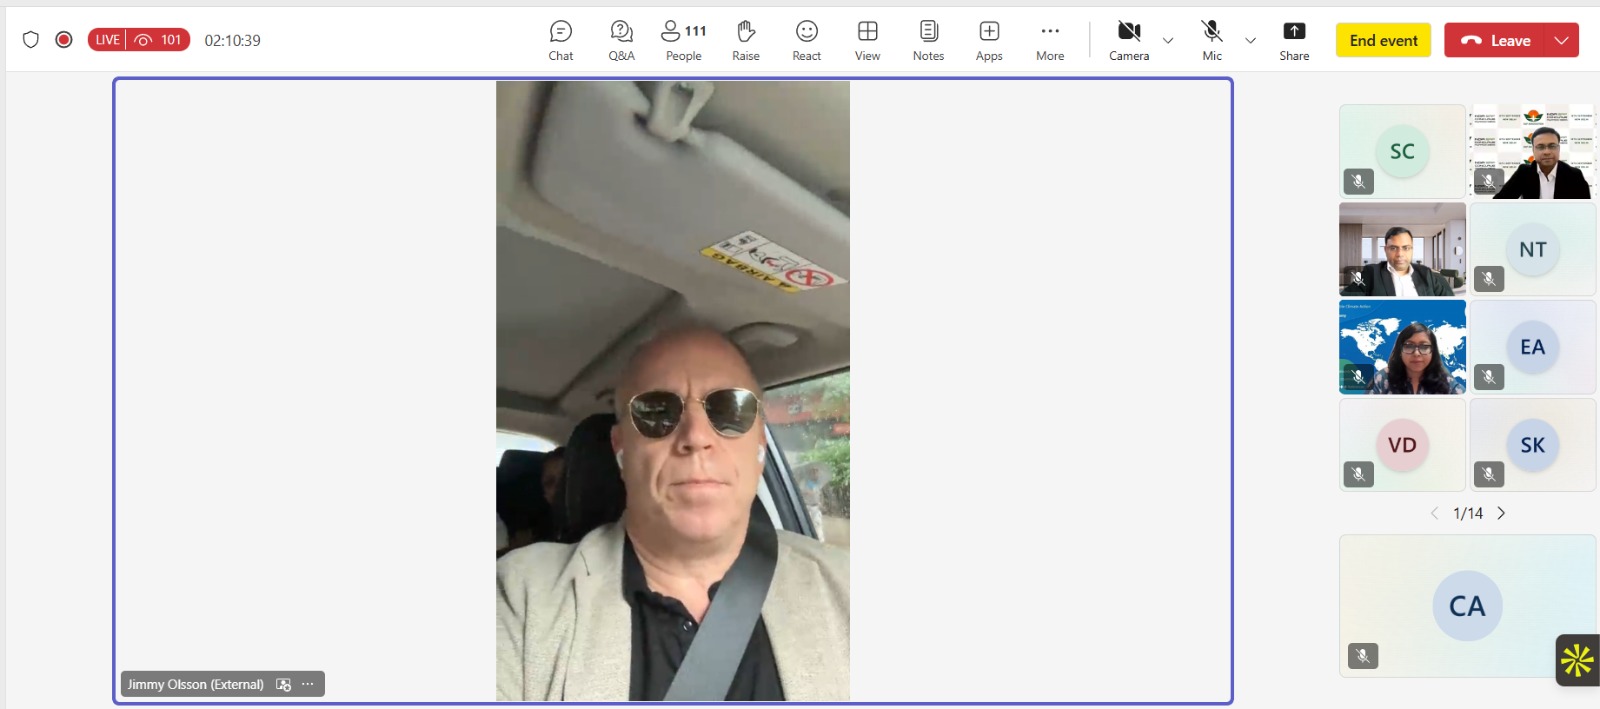 LIVE 101 02:10:39
Chat
Q&A
111
People
Raise
React
View
Notes
Apps
More
Camera
Mic
Share
End event
Leave
AIRBAG
SC
NT
EA
VD
SK
1/14
CA
Jimmy Olsson (External)